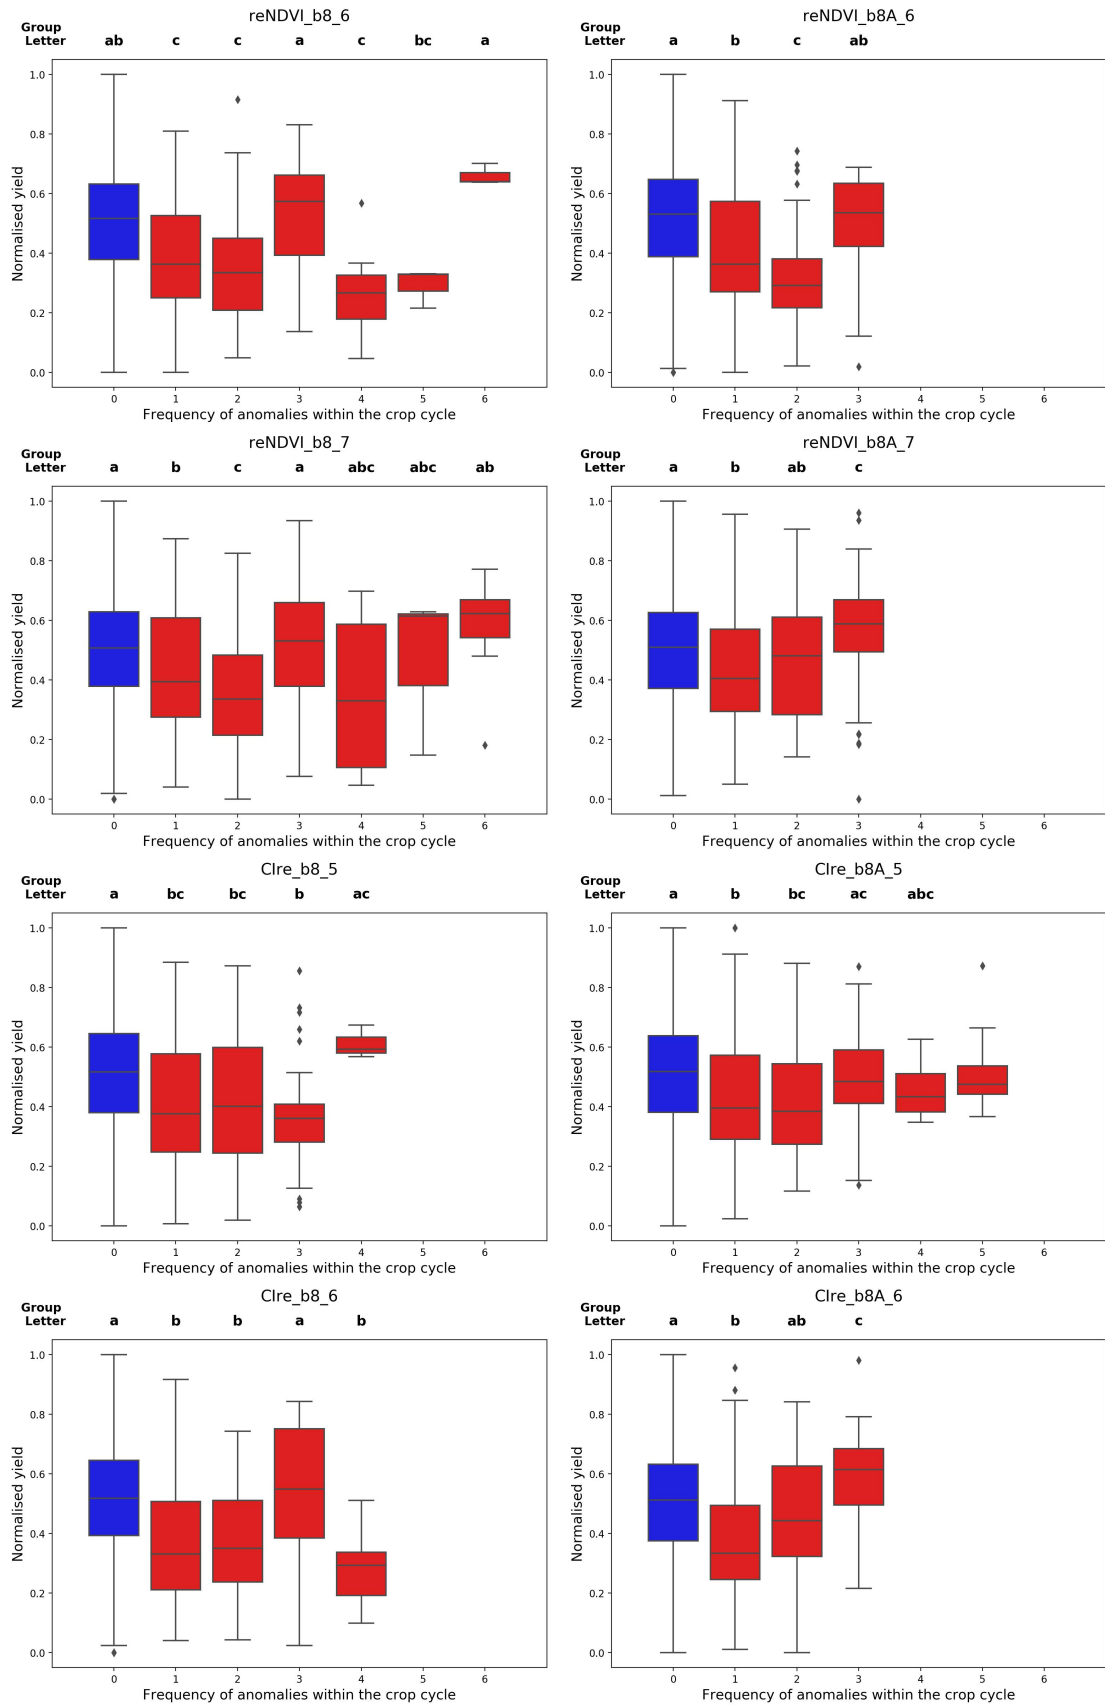 reNDVI_b8_6
Group
Letter ab c c a c bc a
1.0
0.8
0.6
0.4
0.2
0.0
Normalised yield
0 1 2 3 4 5 6
Frequency of anomalies within the crop cycle
reNDVI_b8A_6
Group
Letter a b c ab
1.0
0.8
0.6
0.4
0.2
0.0
Normalised yield
0 1 2 3 4 5 6
Frequency of anomalies within the crop cycle
reNDVI_b8_7
Group
Letter a b c a abc abc ab
1.0
0.8
0.6
0.4
0.2
0.0
Normalised yield
0 1 2 3 4 5 6
Frequency of anomalies within the crop cycle
reNDVI_b8A_7
Group
Letter a b ab c
1.0
0.8
0.6
0.4
0.2
0.0
Normalised yield
0 1 2 3 4 5 6
Frequency of anomalies within the crop cycle
CIre_b8_5
Group
Letter a bc bc b ac
1.0
0.8
0.6
0.4
0.2
0.0
Normalised yield
0 1 2 3 4 5 6
Frequency of anomalies within the crop cycle
CIre_b8A_5
Group
Letter a b bc ac abc
1.0
0.8
0.6
0.4
0.2
0.0
Normalised yield
0 1 2 3 4 5 6
Frequency of anomalies within the crop cycle
CIre_b8_6
Group
Letter a b b a b
1.0
0.8
0.6
0.4
0.2
0.0
Normalised yield
0 1 2 3 4 5 6
Frequency of anomalies within the crop cycle
CIre_b8A_6
Group
Letter a b ab c
1.0
0.8
0.6
0.4
0.2
0.0
Normalised yield
0 1 2 3 4 5 6
Frequency of anomalies within the crop cycle